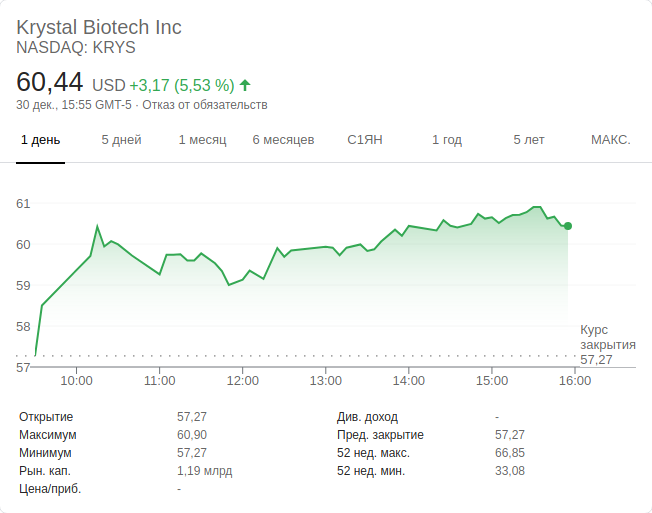 Krystal Biotech Inc
NASDAQ: KRYS
60,44 USD +3,17 (5,53 %)
30 дек., 15:55 GMT-5 · Отказ от обязательств
1 день 5 дней 1 месяц 6 месяцев С1ЯН 1 год 5 лет МАКС.
61
60
59
58
57
Курс
закрытия
57,27
10:00 11:00 12:00 13:00 14:00 15:00 16:00
Открытие 57,27 Див. доход -
Максимум 60,90 Пред. закрытие 57,27
Минимум 57,27 52 нед. макс. 66,85
Рын. кап. 1,19 млрд 52 нед. мин. 33,08
Цена/приб. -